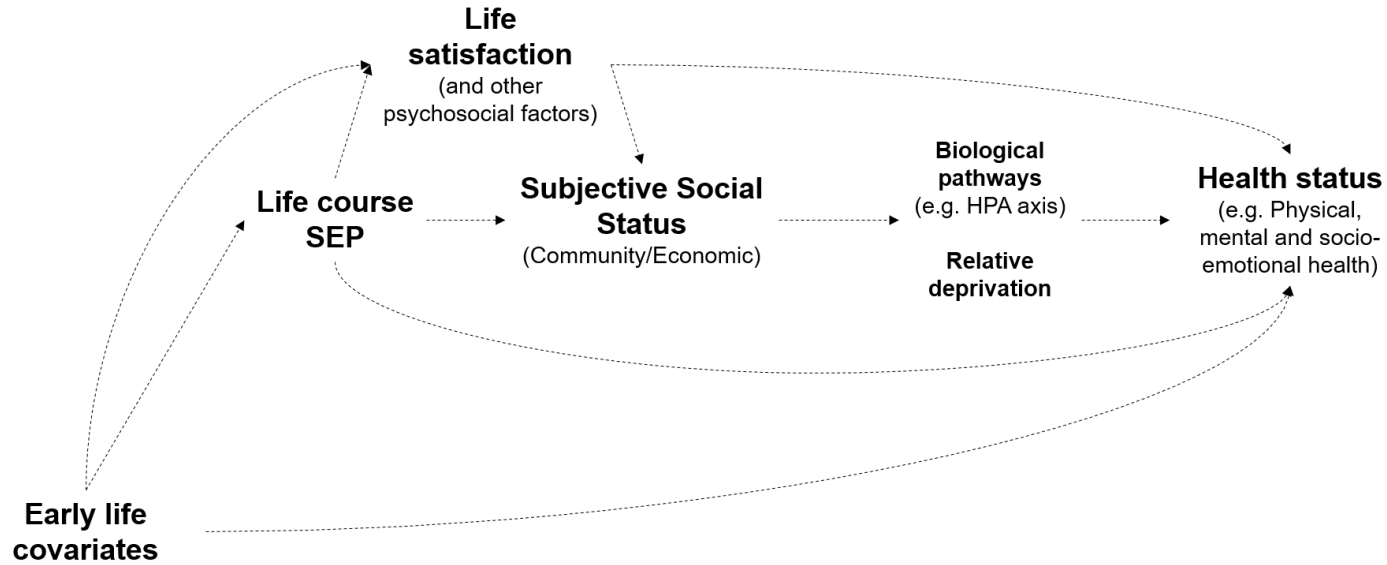 Life
satisfaction
(and other
psychosocial factors)
Life course
SEP
Subjective Social
Status
(Community/Economic)
Biological
pathways
(e.g. HPA axis)
Relative
deprivation
Health status
(e.g. Physical,
mental and socio-
emotional health)
Early life
covariates